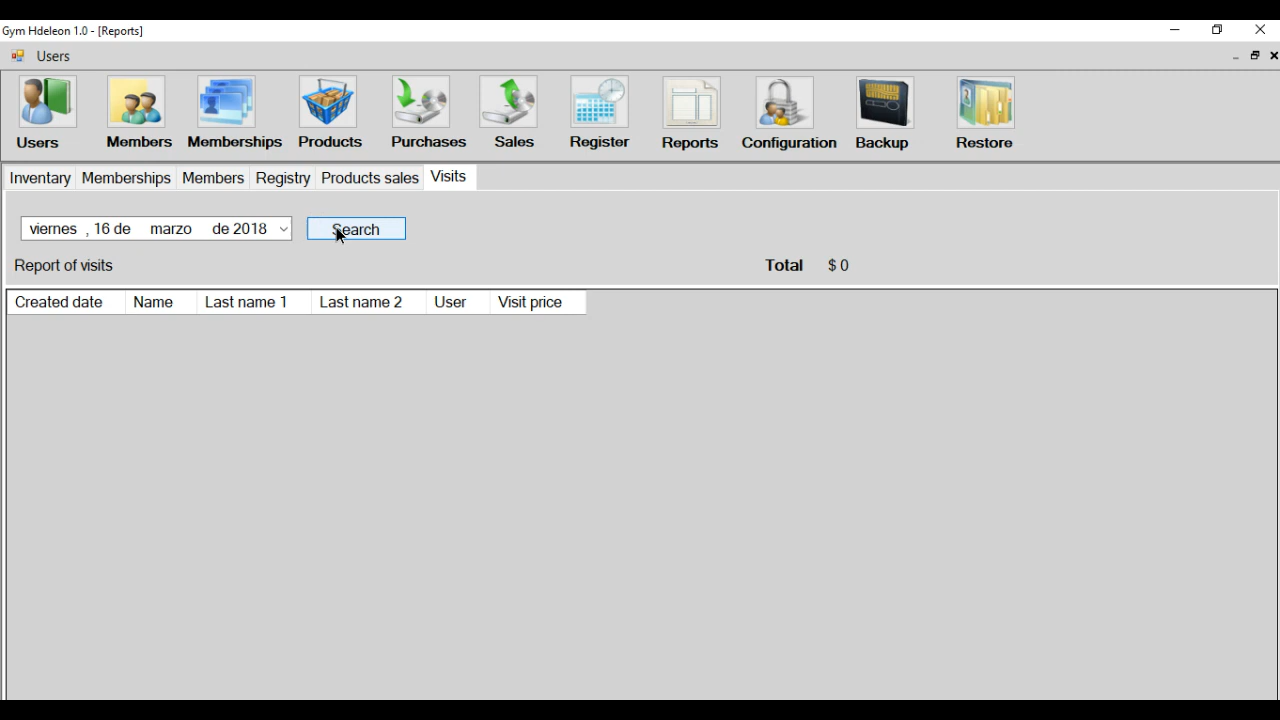 Gym Hdeleon 1.0 - [Reports]
Users
Users Members Memberships Products Purchases Sales Register Reports Configuration Backup Restore
Inventory Memberships Members Registry Products sales Visits
viernes , 16 de marzo de 2018 Search
Report of visits Total $ 0
Created date Name Last name 1 Last name 2 User Visit price